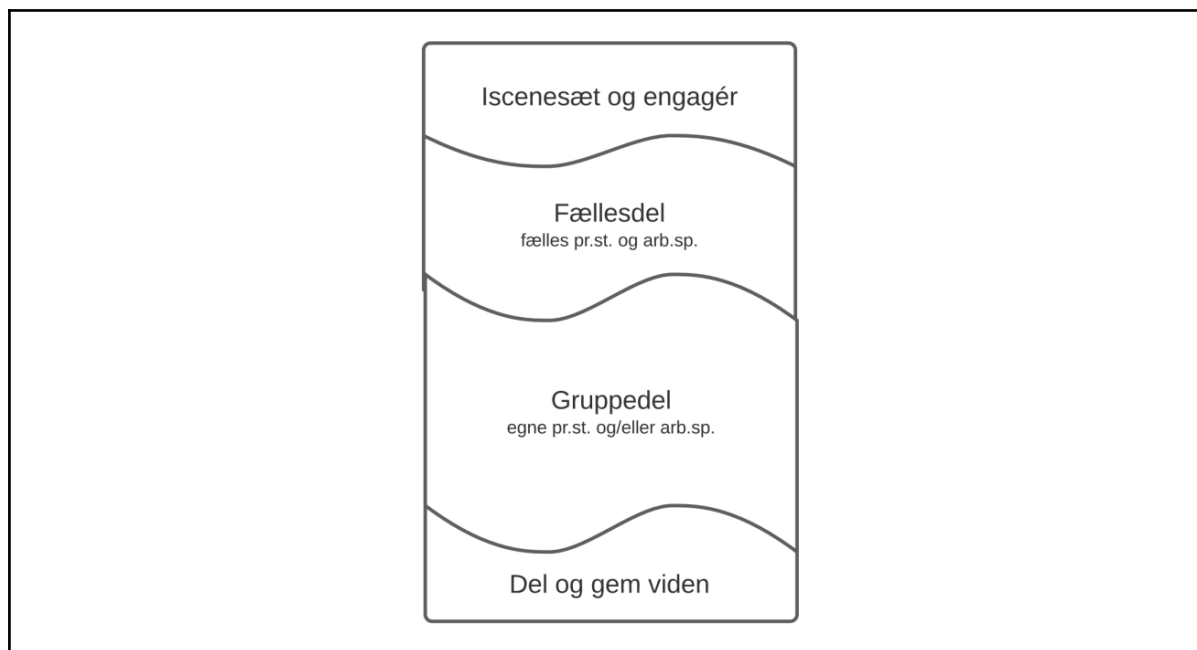 Iscenesæt og engagér
Fællesdel
fælles pr.st. og arb.sp.
Gruppedel
egne pr.st. og/eller arb.sp.
Del og gem viden